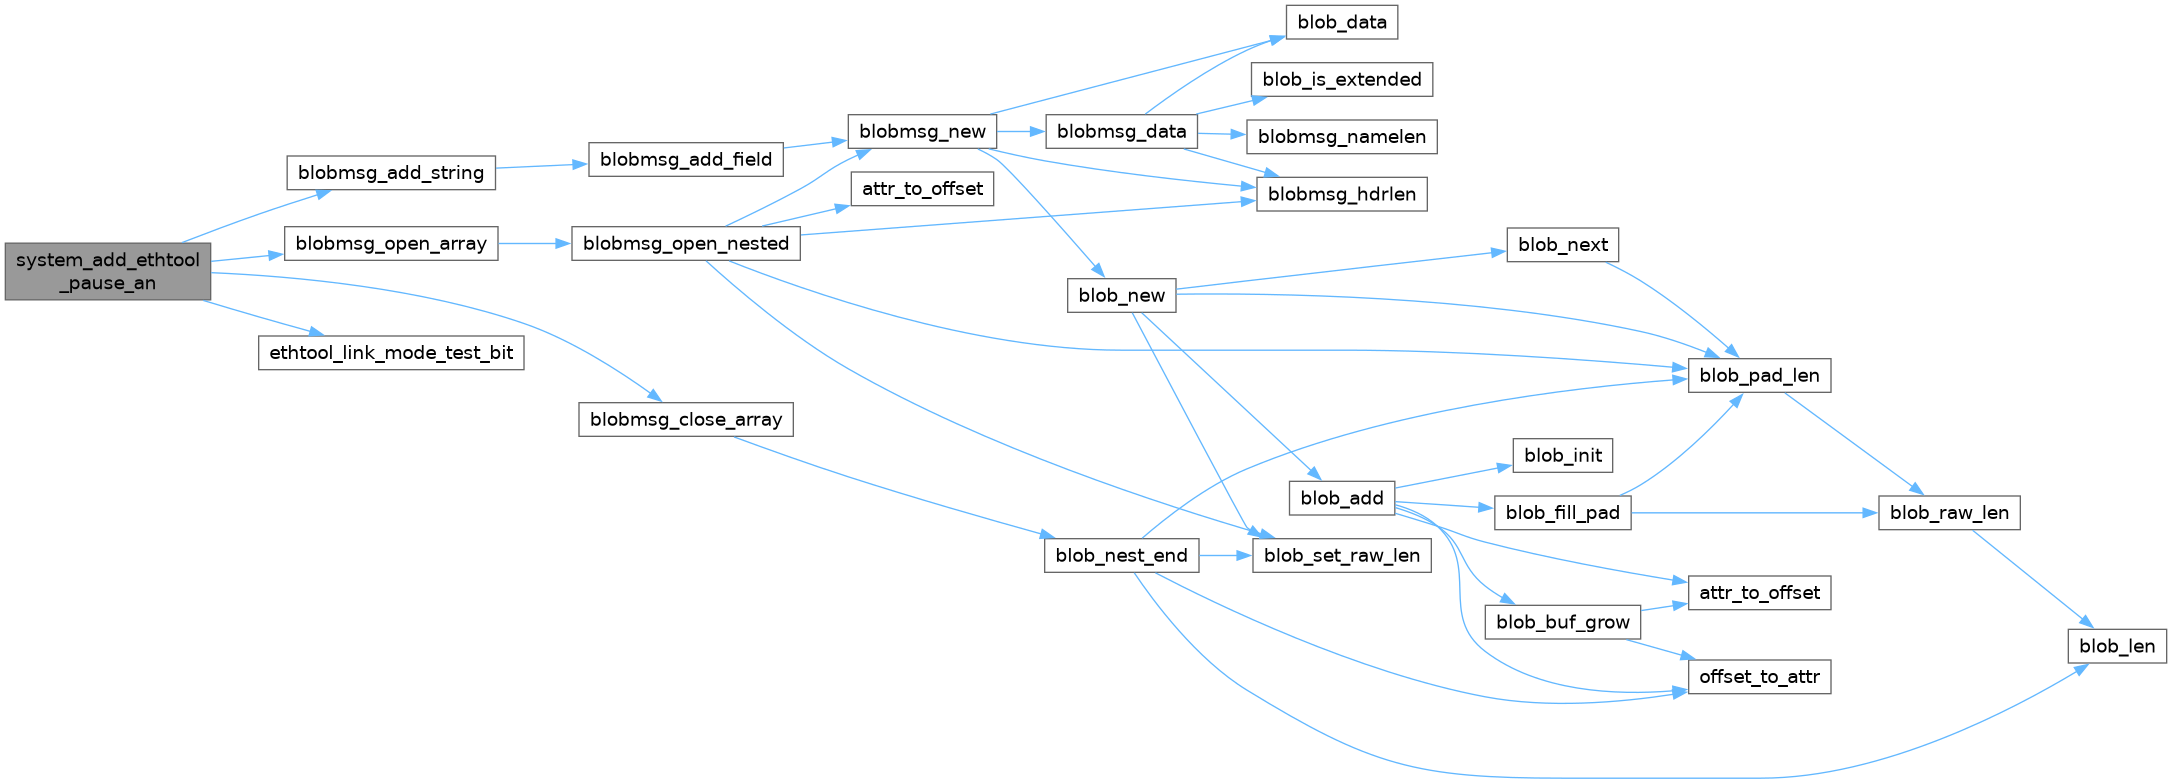 system_add_ethtool
_pause_an
blobmsg_add_string
blobmsg_open_array
ethtool_link_mode_test_bit
blobmsg_close_array
blobmsg_add_field
blobmsg_open_nested
blobmsg_new
attr_to_offset
blob_nest_end
blobmsg_data
blob_new
blob_data
blob_is_extended
blobmsg_namelen
blobmsg_hdrlen
blob_add
blob_set_raw_len
blob_next
blob_init
blob_fill_pad
blob_buf_grow
blob_pad_len
attr_to_offset
offset_to_attr
blob_raw_len
blob_len